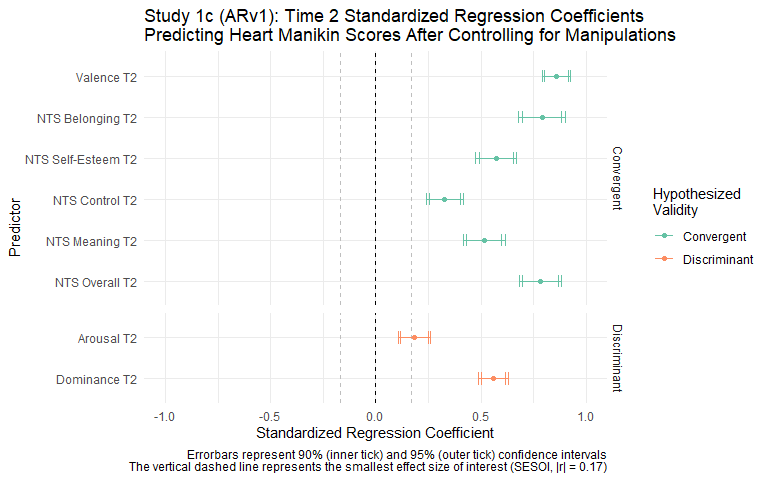 Study 1c (ARv1): Time 2 Standardized Regression Coefficients
Predicting Heart Manikin Scores After Controlling for Manipulations
Predictor
Valence T2
NTS Belonging T2
NTS Self-Esteem T2
NTS Control T2
NTS Meaning T2
NTS Overall T2
Convergent
Arousal T2
Dominance T2
Discriminant
-1.0
-0.5
0.0
0.5
1.0
Standardized Regression Coefficient
Hypothesized
Validity
Convergent
Discriminant
Errorbars represent 90% (inner tick) and 95% (outer tick) confidence intervals
The vertical dashed line represents the smallest effect size of interest (SESOI, |r| = 0.17)